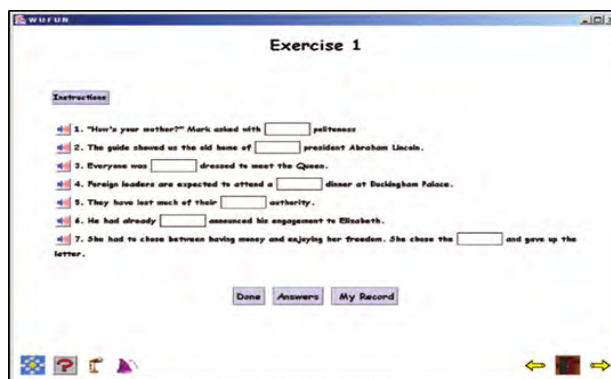 WUFUN
Exercise 1
Instructions
1. "How's your mother?" Mark asked with politeness
2. The guide showed us the old home of president Abraham Lincoln.
3. Everyone was dressed to meet the Queen.
4. Foreign leaders are expected to attend a dinner at Buckingham Palace.
5. They have lost much of their authority.
6. He had already announced his engagement to Elizabeth.
7. She had to chose between having money and enjoying her freedom. She chose the and gave up the
letter.
Done Answers My Record
?